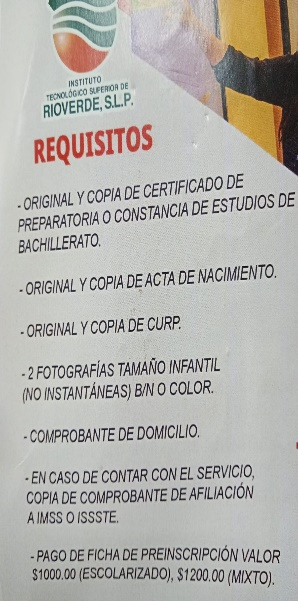 INSTITUTO
TECNOLÓGICO SUPERIOR DE
RIOVERDE, S.L.P.
REQUISITOS
- ORIGINAL Y COPIA DE CERTIFICADO DE
PREPARATORIA O CONSTANCIA DE ESTUDIOS DE
BACHILLERATO.
- ORIGINAL Y COPIA DE ACTA DE NACIMIENTO.
- ORIGINAL Y COPIA DE CURP.
- 2 FOTOGRAFÍAS TAMAÑO INFANTIL
(NO INSTANTÁNEAS) B/N O COLOR.
- COMPROBANTE DE DOMICILIO.
- EN CASO DE CONTAR CON EL SERVICIO,
COPIA DE COMPROBANTE DE AFILIACIÓN
A IMSS O ISSSTE.
- PAGO DE FICHA DE PREINSCRIPCIÓN VALOR
$1000.00 (ESCOLARIZADO), $1200.00 (MIXTO).